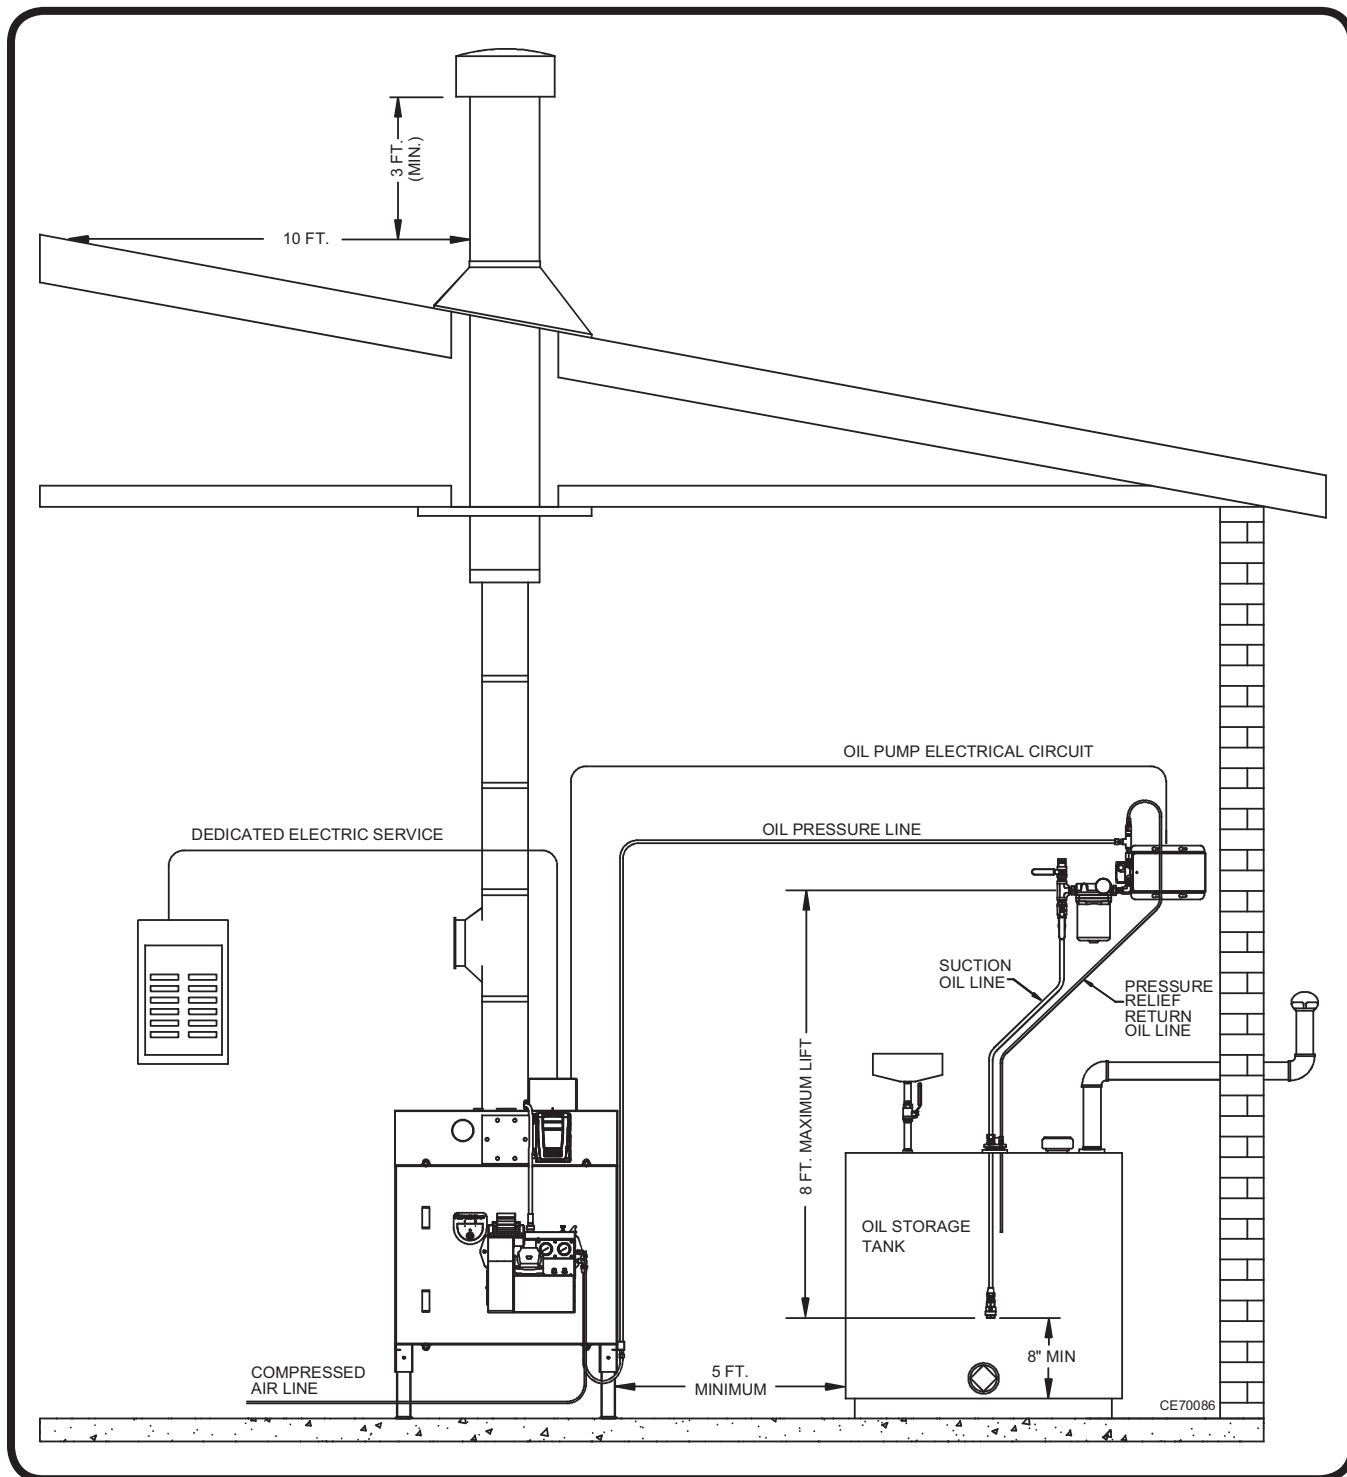 3 FT.
(MIN.)
10 FT.
OIL PUMP ELECTRICAL CIRCUIT
DEDICATED ELECTRIC SERVICE
OIL PRESSURE LINE
SUCTION
OIL LINE
PRESSURE
RELIEF
RETURN
OIL LINE
8 FT. MAXIMUM LIFT
OIL STORAGE
TANK
8" MIN
5 FT.
MINIMUM
COMPRESSED
AIR LINE
CE70086